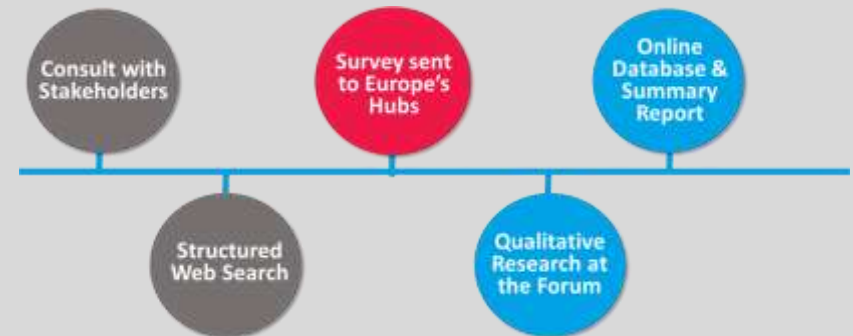 Consult with
Stakeholders
Structured
Web Search
Survey sent
to Europe's
Hubs
Qualitative
Research at
the Forum
Online
Database &
Summary
Report